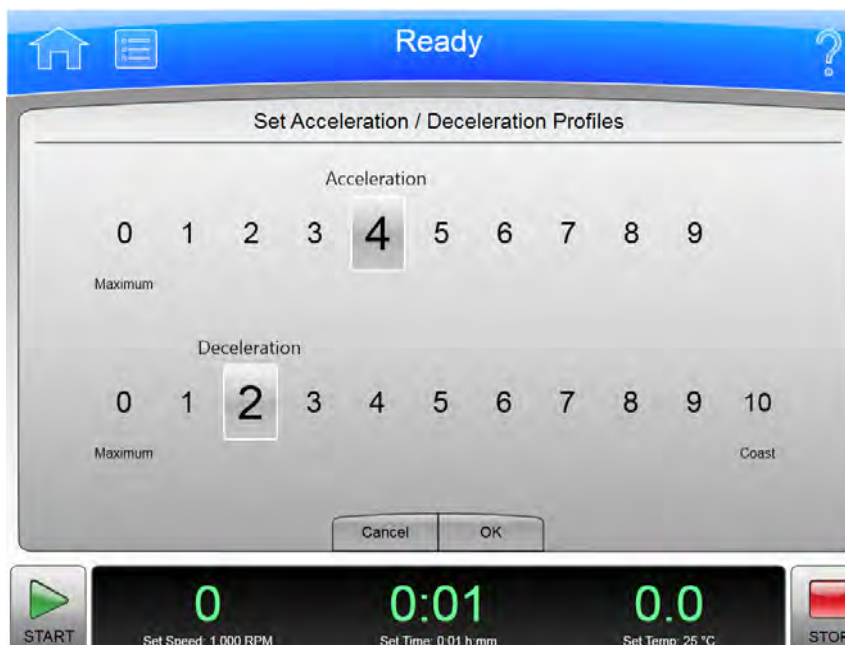 Ready
Set Acceleration / Deceleration Profiles
Acceleration
0 1 2 3 4 5 6 7 8 9
Maximum
Deceleration
0 1 2 3 4 5 6 7 8 9 10
Maximum Coast
Cancel OK
0 0:01 0.0
START Set Speed: 1,000 RPM Set Time: 0:01 h:mm Set Temp: 25 °C STOP